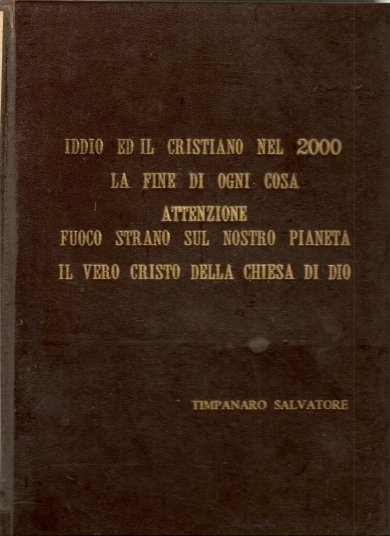 IDDIO ED IL CRISTIANO NEL 2000
LA FINE DI OGNI COSA
ATTENZIONE
FUOCO STRANO SUL NOSTRO PIANETA
IL VERO CRISTO DELLA CHIESA DI DIO
TIMPANARO SALVATORE